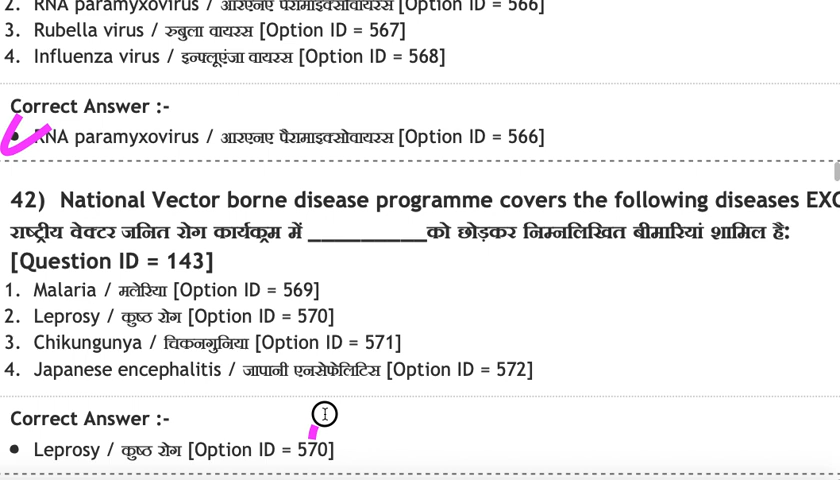 2. RNA paramyxovirus / आरएनए पैरामाइक्सोवायरस [Option ID = 566]
3. Rubella virus / रुबुला वायरस [Option ID = 567]
4. Influenza virus / इन्फ्लूएंजा वायरस [Option ID = 568]
Correct Answer :-
• RNA paramyxovirus / आरएनए पैरामाइक्सोवायरस [Option ID = 566]
42) National Vector borne disease programme covers the following diseases EXC
राष्ट्रीय वेक्टर जनित रोग कार्यक्रम में __________को छोड़कर निम्नलिखित बीमारियां शामिल है:
[Question ID = 143]
1. Malaria / मलेरिया [Option ID = 569]
2. Leprosy / कुष्ठ रोग [Option ID = 570]
3. Chikungunya / चिकनगुनिया [Option ID = 571]
4. Japanese encephalitis / जापानी एनसेफेलिटिस [Option ID = 572]
Correct Answer :-
• Leprosy / कुष्ठ रोग [Option ID = 570]